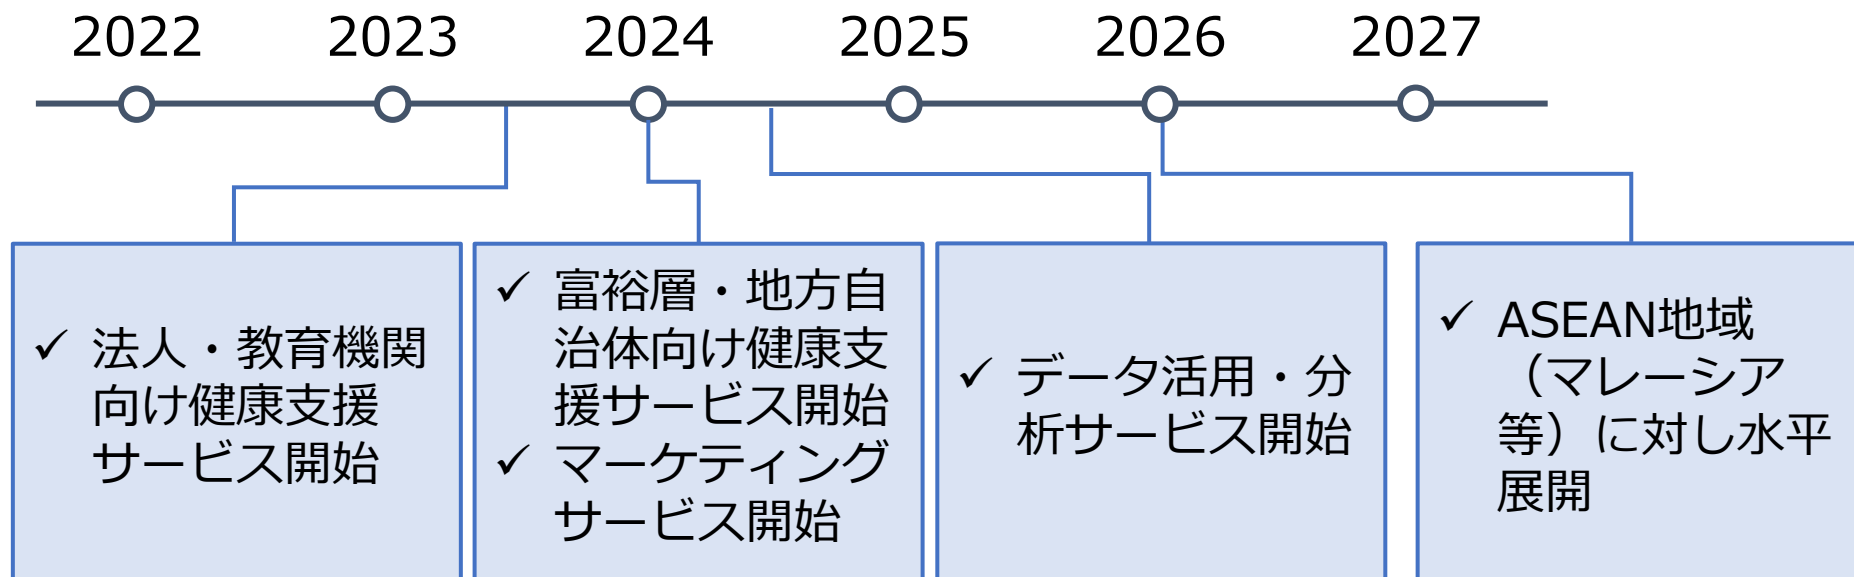 2022 2023 2024 2025 2026 2027
✓ 法人・教育機関
向け健康支援
サービス開始
✓ 富裕層・地方自
治体向け健康支
援サービス開始
✓ マーケティング
サービス開始
✓ データ活用・分
析サービス開始
✓ ASEAN地域
（マレーシア
等）に対し水平
展開